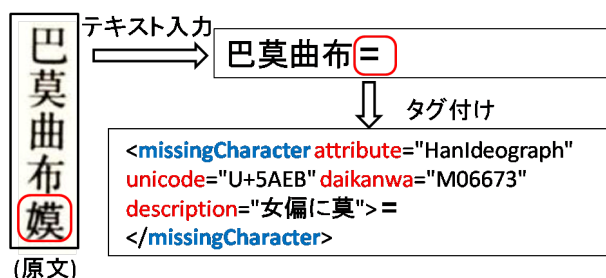 巴莫曲布嫫
(原文)
テキスト入力
巴莫曲布〓
タグ付け
<missingCharacter attribute="HanIdeograph"
unicode="U+5AEB" daikanwa="M06673"
description="女偏に莫">〓
</missingCharacter>